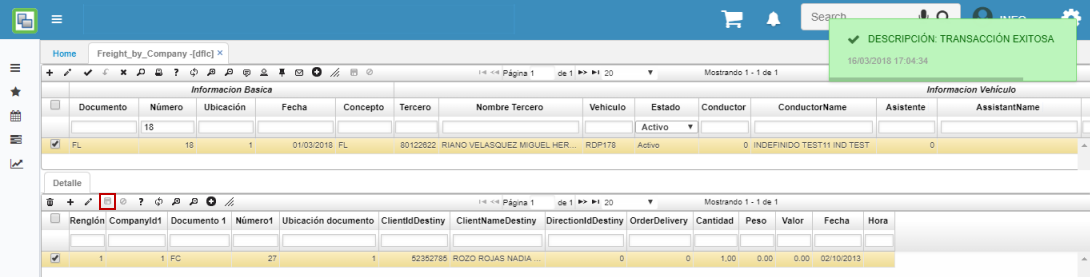 Search
INFO
DESCRIPCIÓN: TRANSACCIÓN EXITOSA
16/03/2018 17:04:34
Home Freight_by_Company -[dflc] ×
Página 1 de 1 20 Mostrando 1 - 1 de 1
Informacion Basica Informacion Vehículo
Documento Número Ubicación Fecha Concepto Tercero Nombre Tercero Vehiculo Estado Conductor ConductorName Asistente AssistantName
18 Activo
FL 18 1 01/03/2018 FL 80122622 RIANO VELASQUEZ MIGUEL HER... RDP178 Activo 0 INDEFINIDO TEST11 IND TEST 0
Detalle
Página 1 de 1 20 Mostrando 1 - 1 de 1
Renglón CompanyId1 Documento 1 Número1 Ubicación documento ClientIdDestiny ClientNameDestiny DirectionIdDestiny OrderDelivery Cantidad Peso Valor Fecha Hora
1 1 FC 27 1 52352785 ROZO ROJAS NADIA ... 0 0 1,00 0.00 0.00 02/10/2013